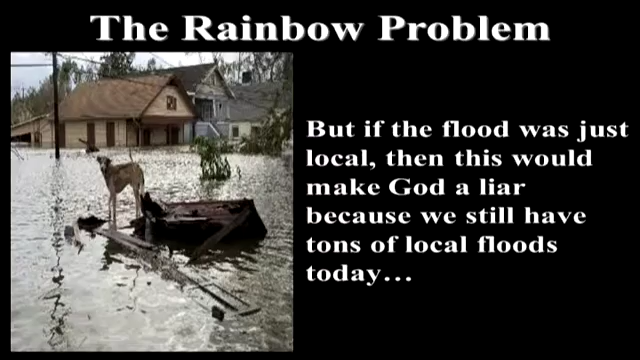 The Rainbow Problem
But if the flood was just
local, then this would
make God a liar
because we still have
tons of local floods
today...